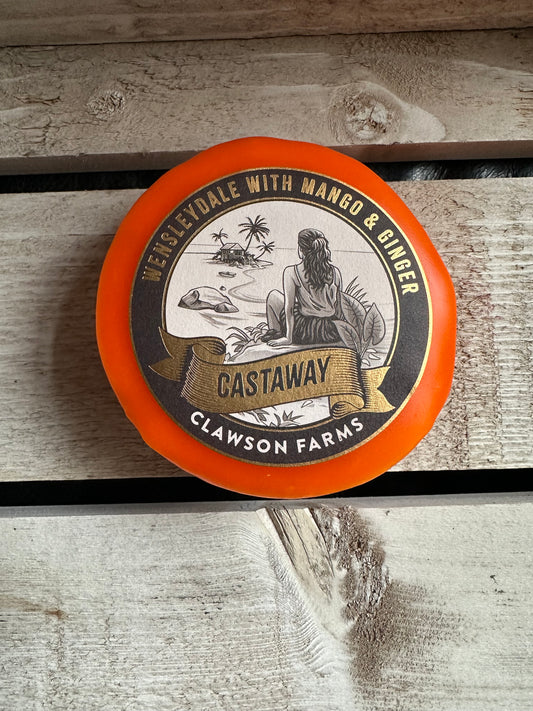 WENSLEYDALE WITH MANGO & GINGER
CASTAWAY
CLAWSON FARMS